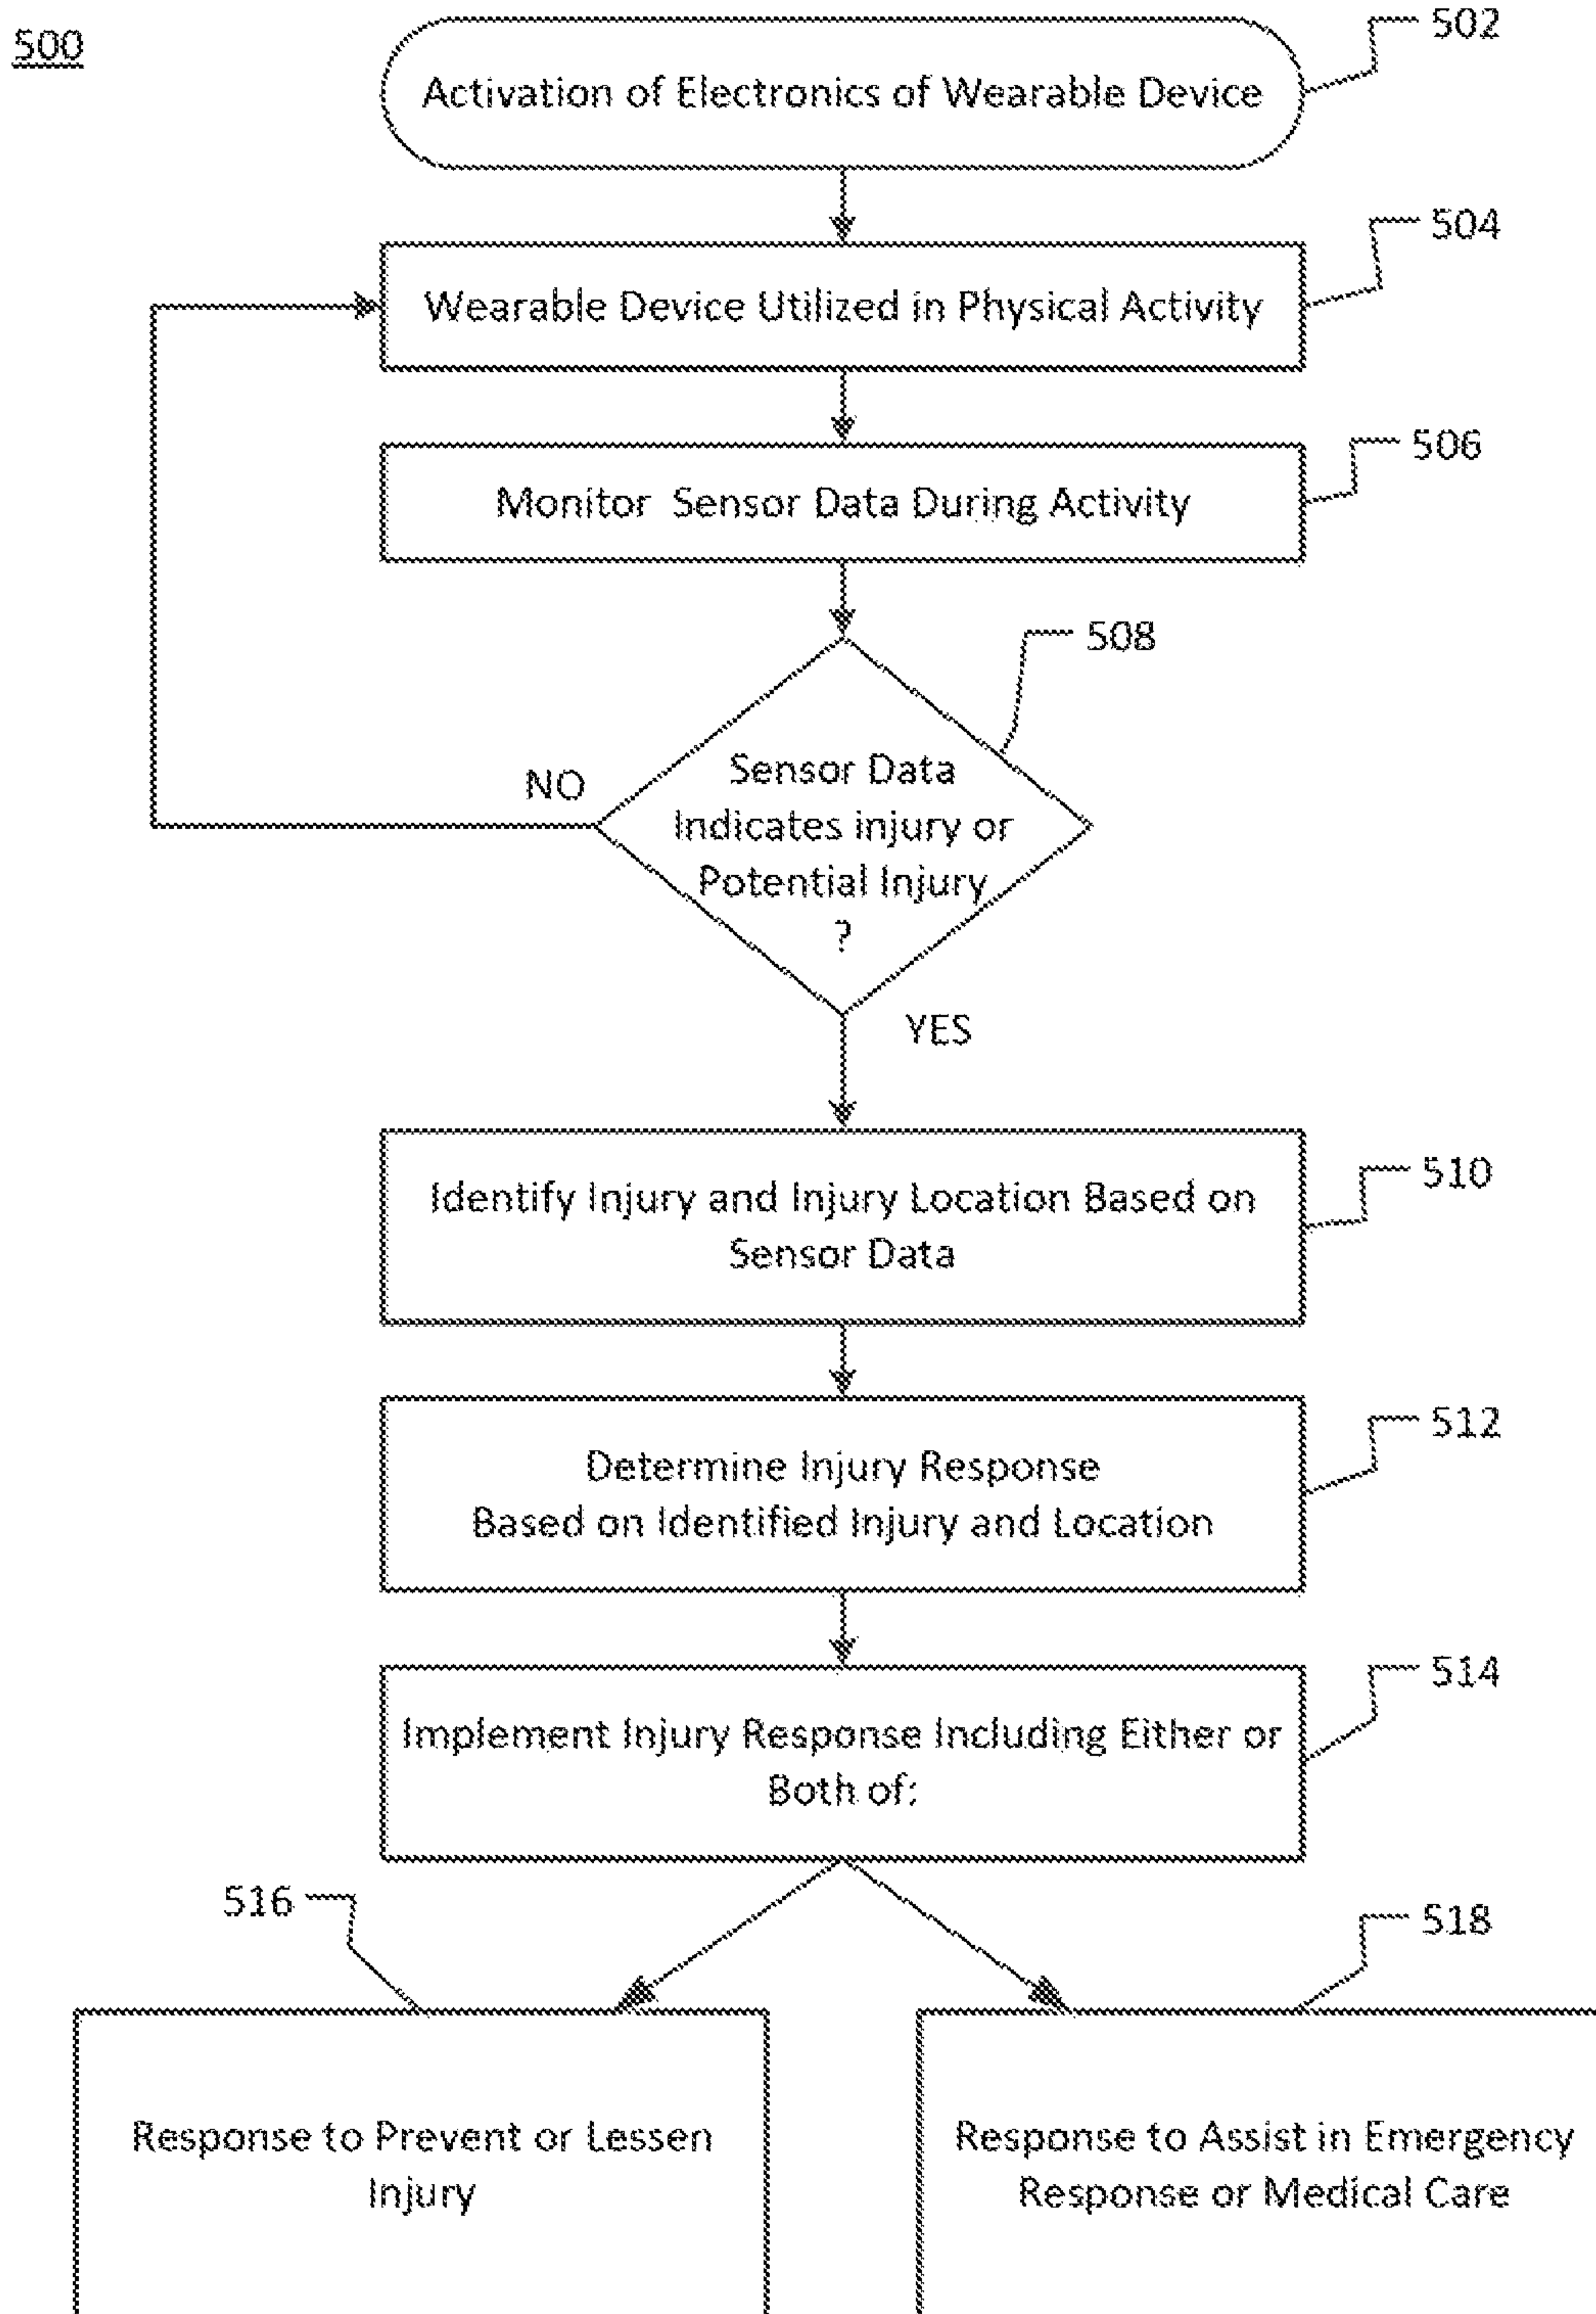 500
502
Activation of Electronics of Wearable Device
504
Wearable Device Utilized in Physical Activity
506
Monitor Sensor Data During Activity
508
NO
Sensor Data
Indicates injury or
Potential Injury
?
YES
510
Identify Injury and Injury Location Based on
Sensor Data
512
Determine Injury Response
Based on Identified Injury and Location
514
Implement Injury Response Including Either or
Both of:
516
518
Response to Prevent or Lessen
Injury
Response to Assist in Emergency
Response or Medical Care